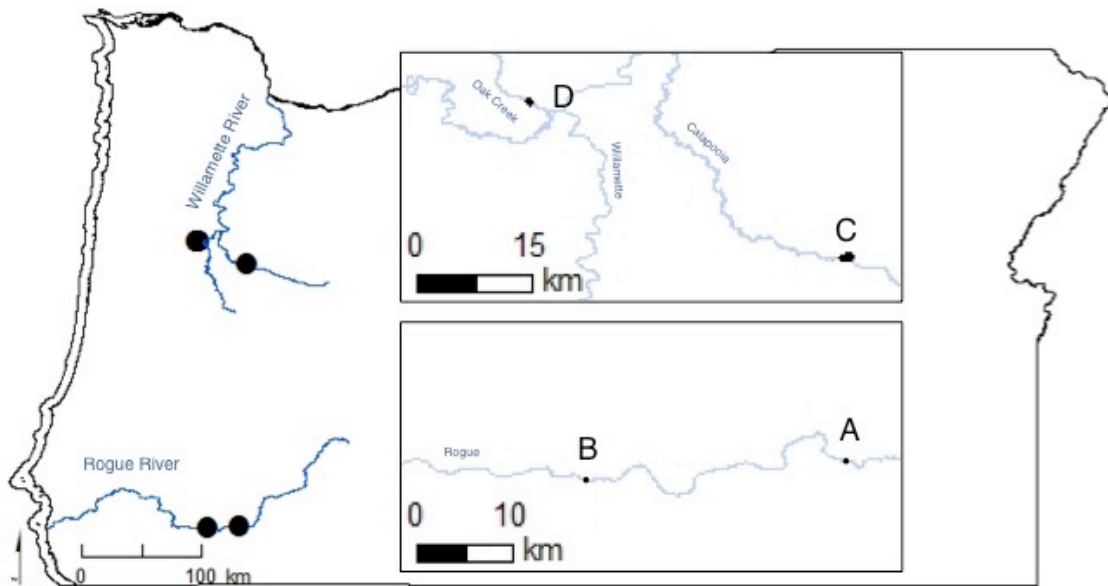 Willamette River
Oak Creek
D
Willamette
Calapooia
C
0 15
km
Rogue River
Rogue
B
A
0 10
km
0 100 km